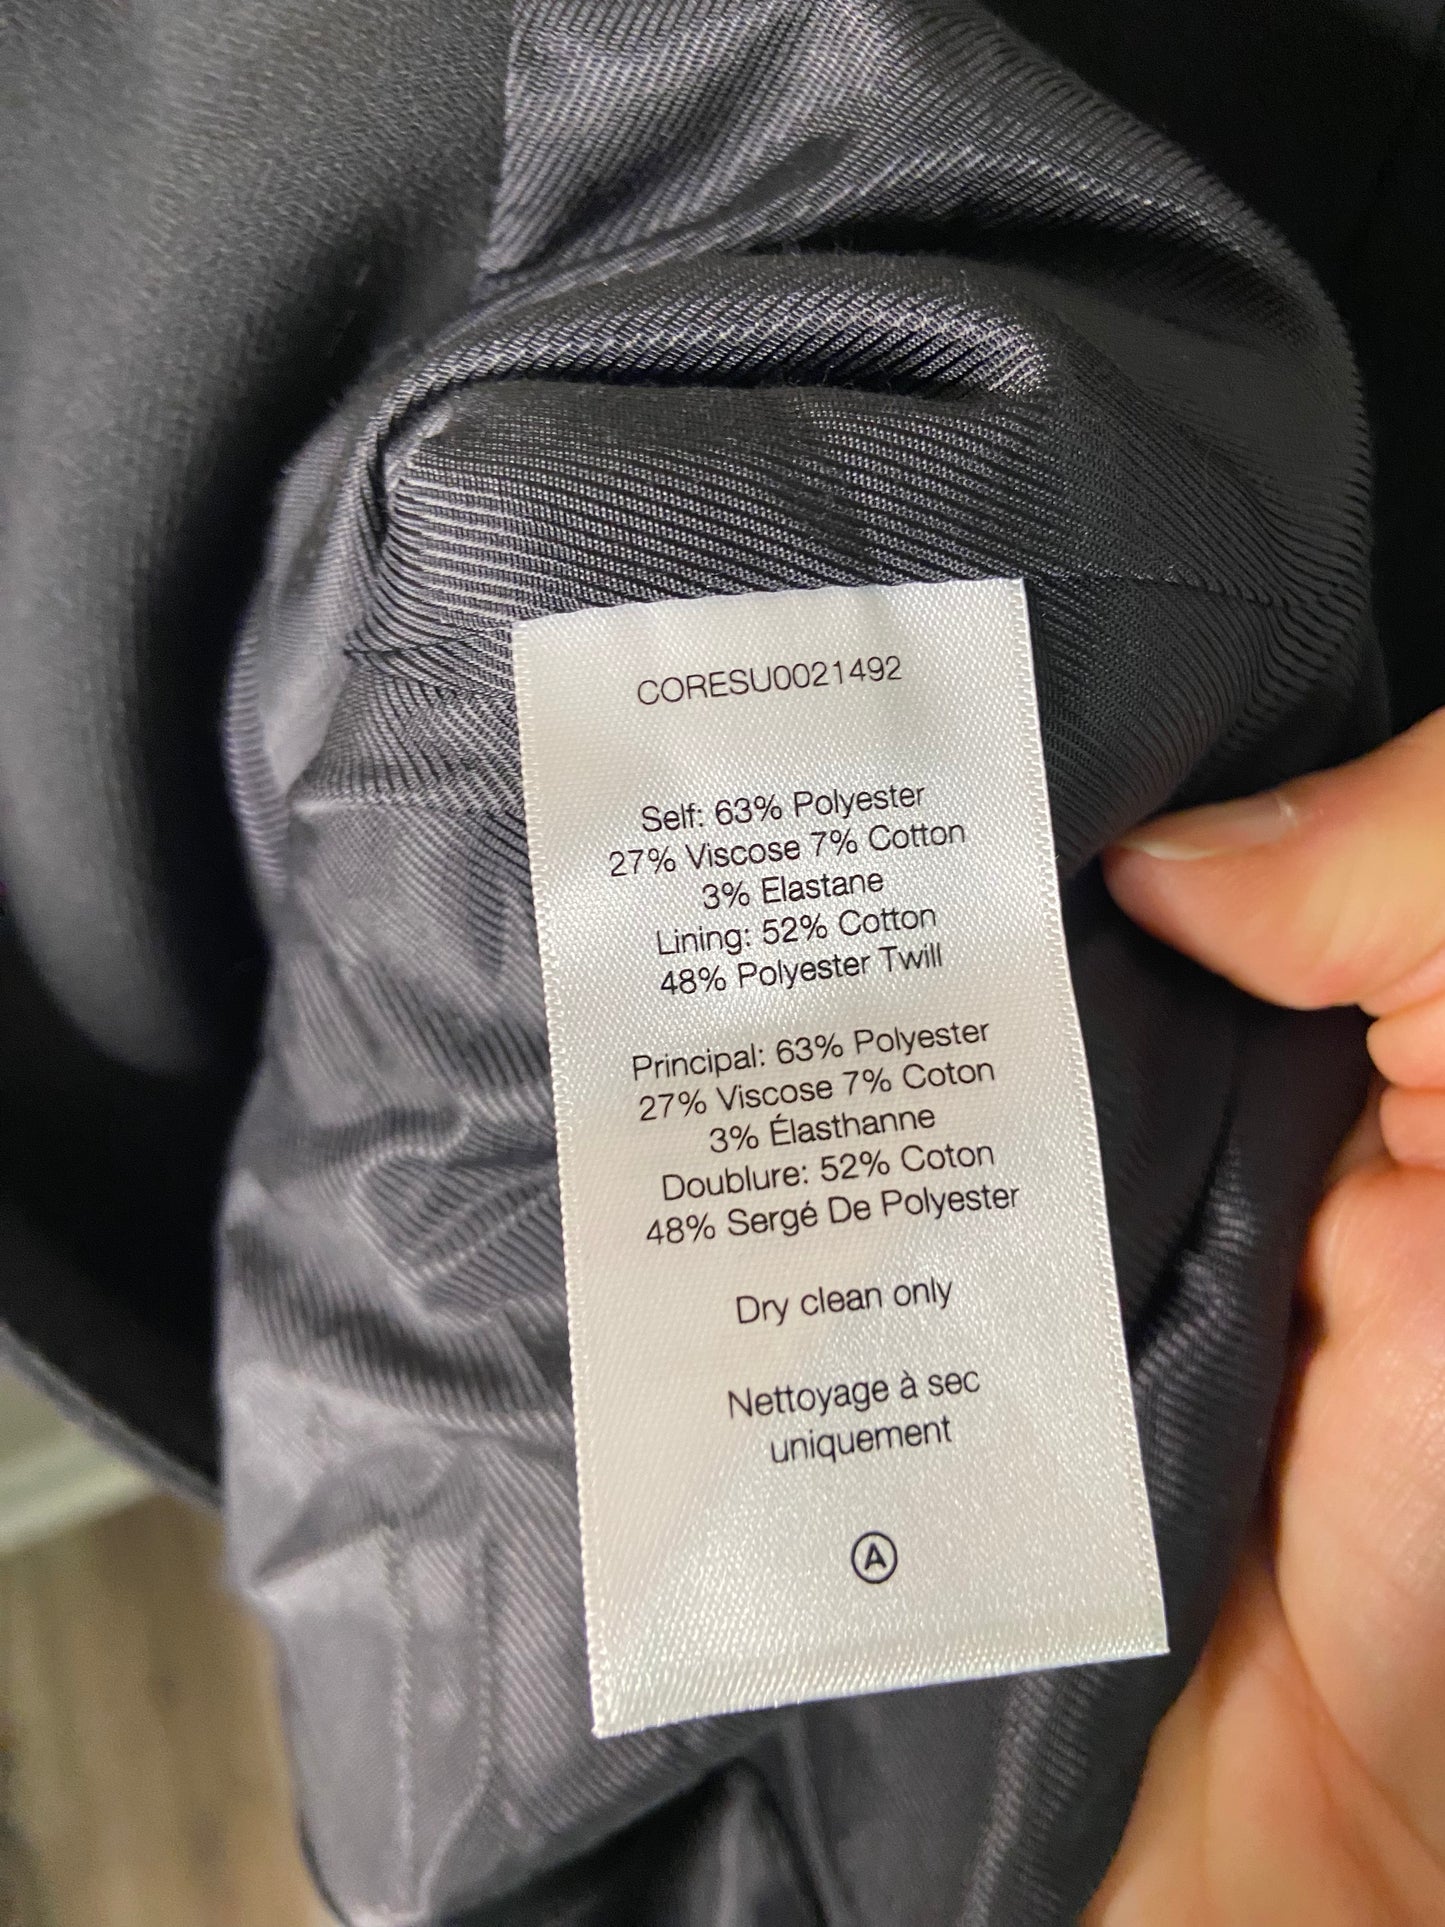 CORESU0021492
Self: 63% Polyester
27% Viscose 7% Cotton
3% Elastane
Lining: 52% Cotton
48% Polyester Twill
Principal: 63% Polyester
27% Viscose 7% Coton
3% Élasthanne
Doublure: 52% Coton
48% Sergé De Polyester
Dry clean only
Nettoyage à sec
uniquement
A